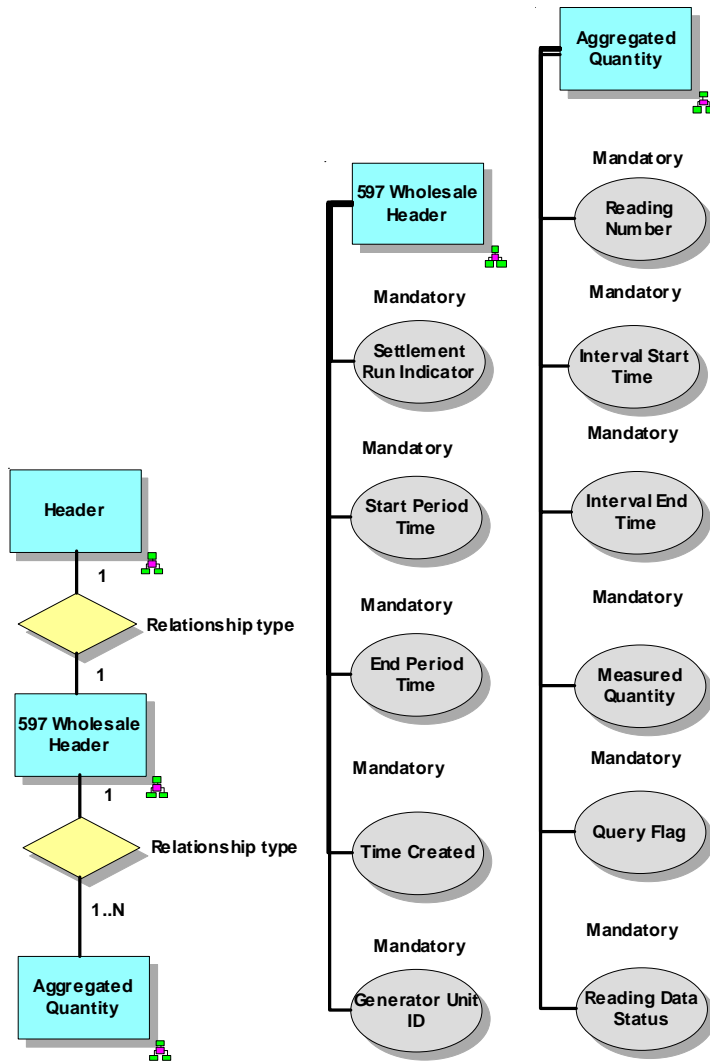 Header
1
Relationship type
1
597 Wholesale
Header
1
Relationship type
1..N
Aggregated
Quantity
597 Wholesale
Header
Mandatory
Settlement
Run Indicator
Mandatory
Start Period
Time
Mandatory
End Period
Time
Mandatory
Time Created
Mandatory
Generator Unit
ID
Aggregated
Quantity
Mandatory
Reading
Number
Mandatory
Interval Start
Time
Mandatory
Interval End
Time
Mandatory
Measured
Quantity
Mandatory
Query Flag
Mandatory
Reading Data
Status